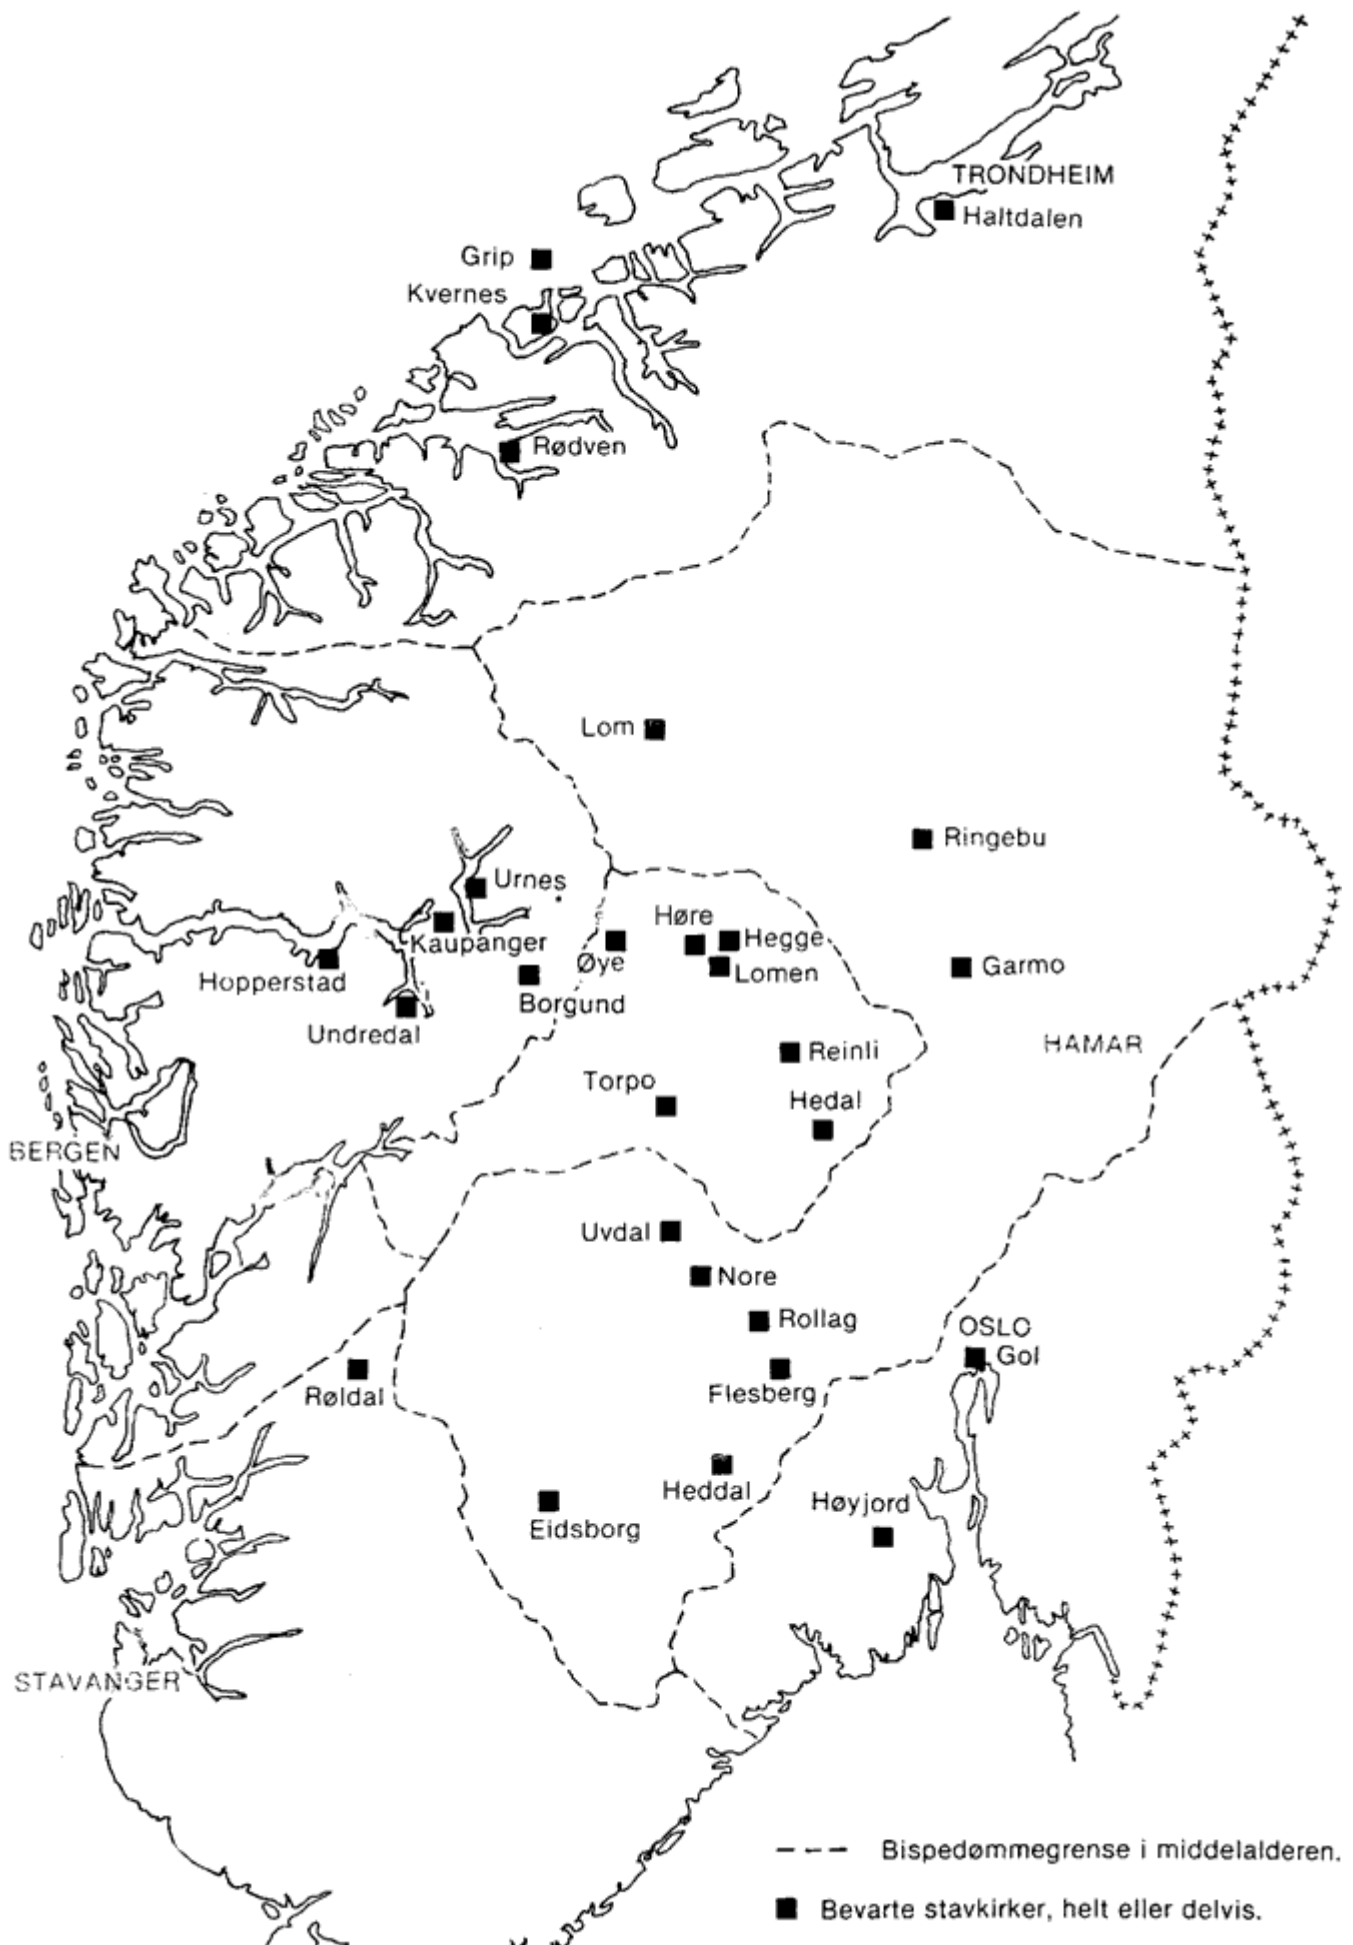 TRONDHEIM
Haltdalen
Grip
Kvernes
Rødven
Lom
Ringebu
Urnes
Høre
Hegge
Kaupanger
Øye
Lomen
Garmo
Hopperstad
Borgund
Undredal
HAMAR
Reinli
Torpo
Hedal
BERGEN
Uvdal
Nore
Rollag
OSLO
Gol
Røldal
Flesberg
Heddal
Høyjord
Eidsborg
STAVANGER
Bispedømmegrense i middelalderen.
Bevarte stavkirker, helt eller delvis.